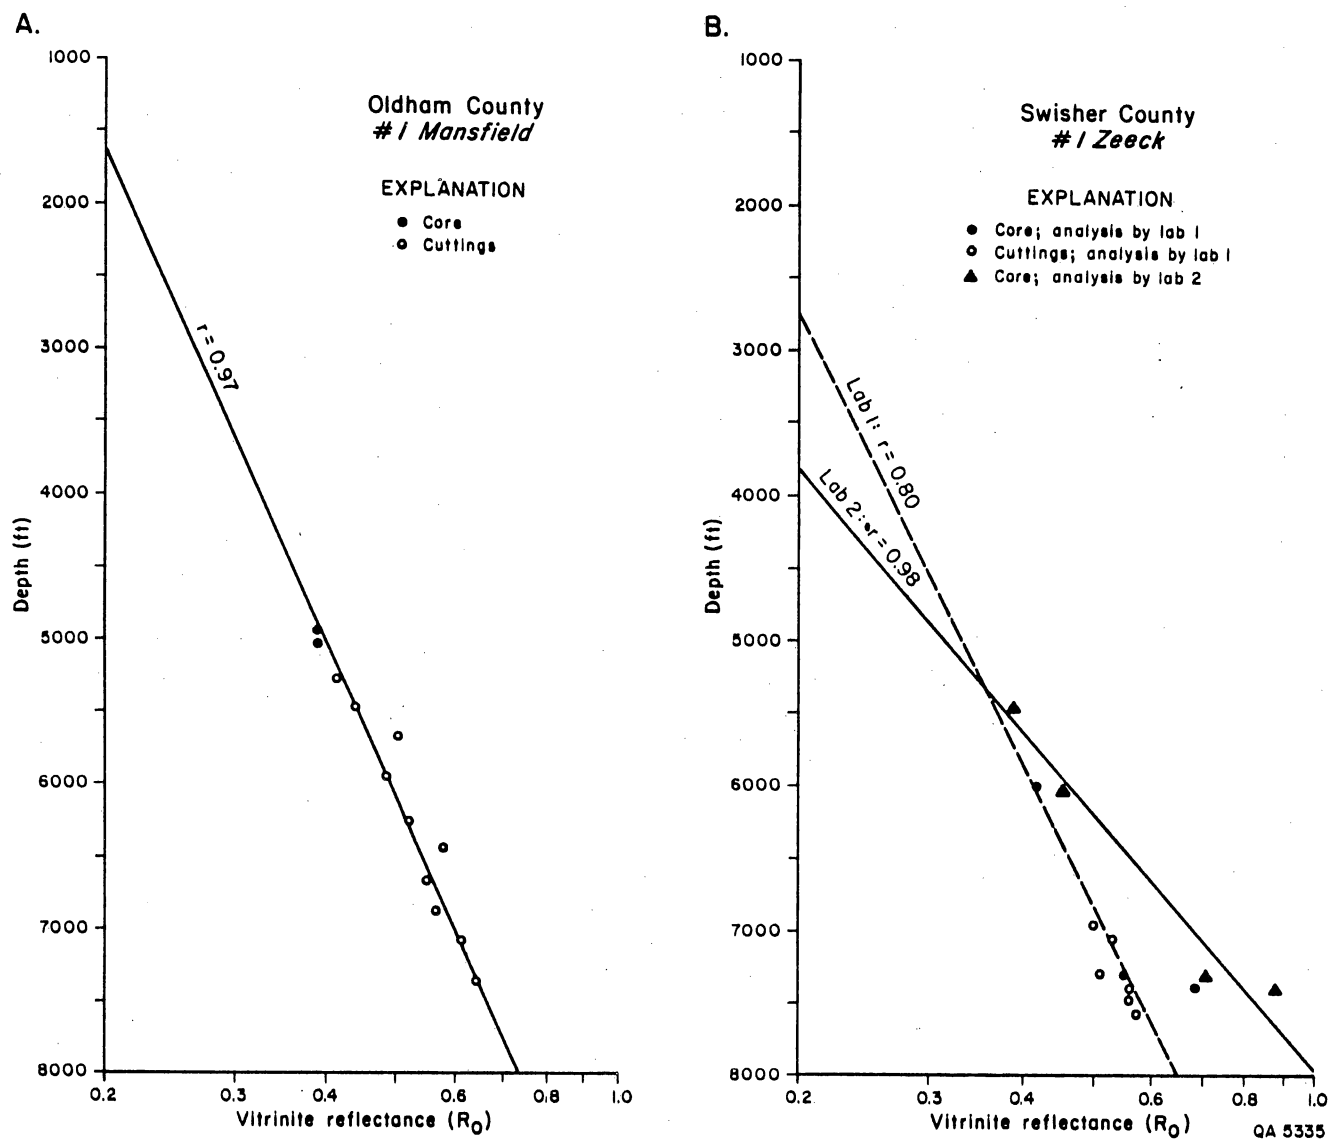 A.
Oldham County
#1 Mansfield
EXPLANATION
Core
Cuttings
r = 0.97
1000
2000
3000
4000
5000
6000
7000
8000
Depth (ft)
0.2
0.3
0.4
0.6
0.8
1.0
Vitrinite reflectance (Ro)
B.
Swisher County
#1 Zeeck
EXPLANATION
Core; analysis by lab 1
Cuttings; analysis by lab 1
Core; analysis by lab 2
Lab 1: r = 0.80
Lab 2: r = 0.98
1000
2000
3000
4000
5000
6000
7000
8000
Depth (ft)
0.2
0.3
0.4
0.6
0.8
1.0
Vitrinite reflectance (Ro)
QA 5335